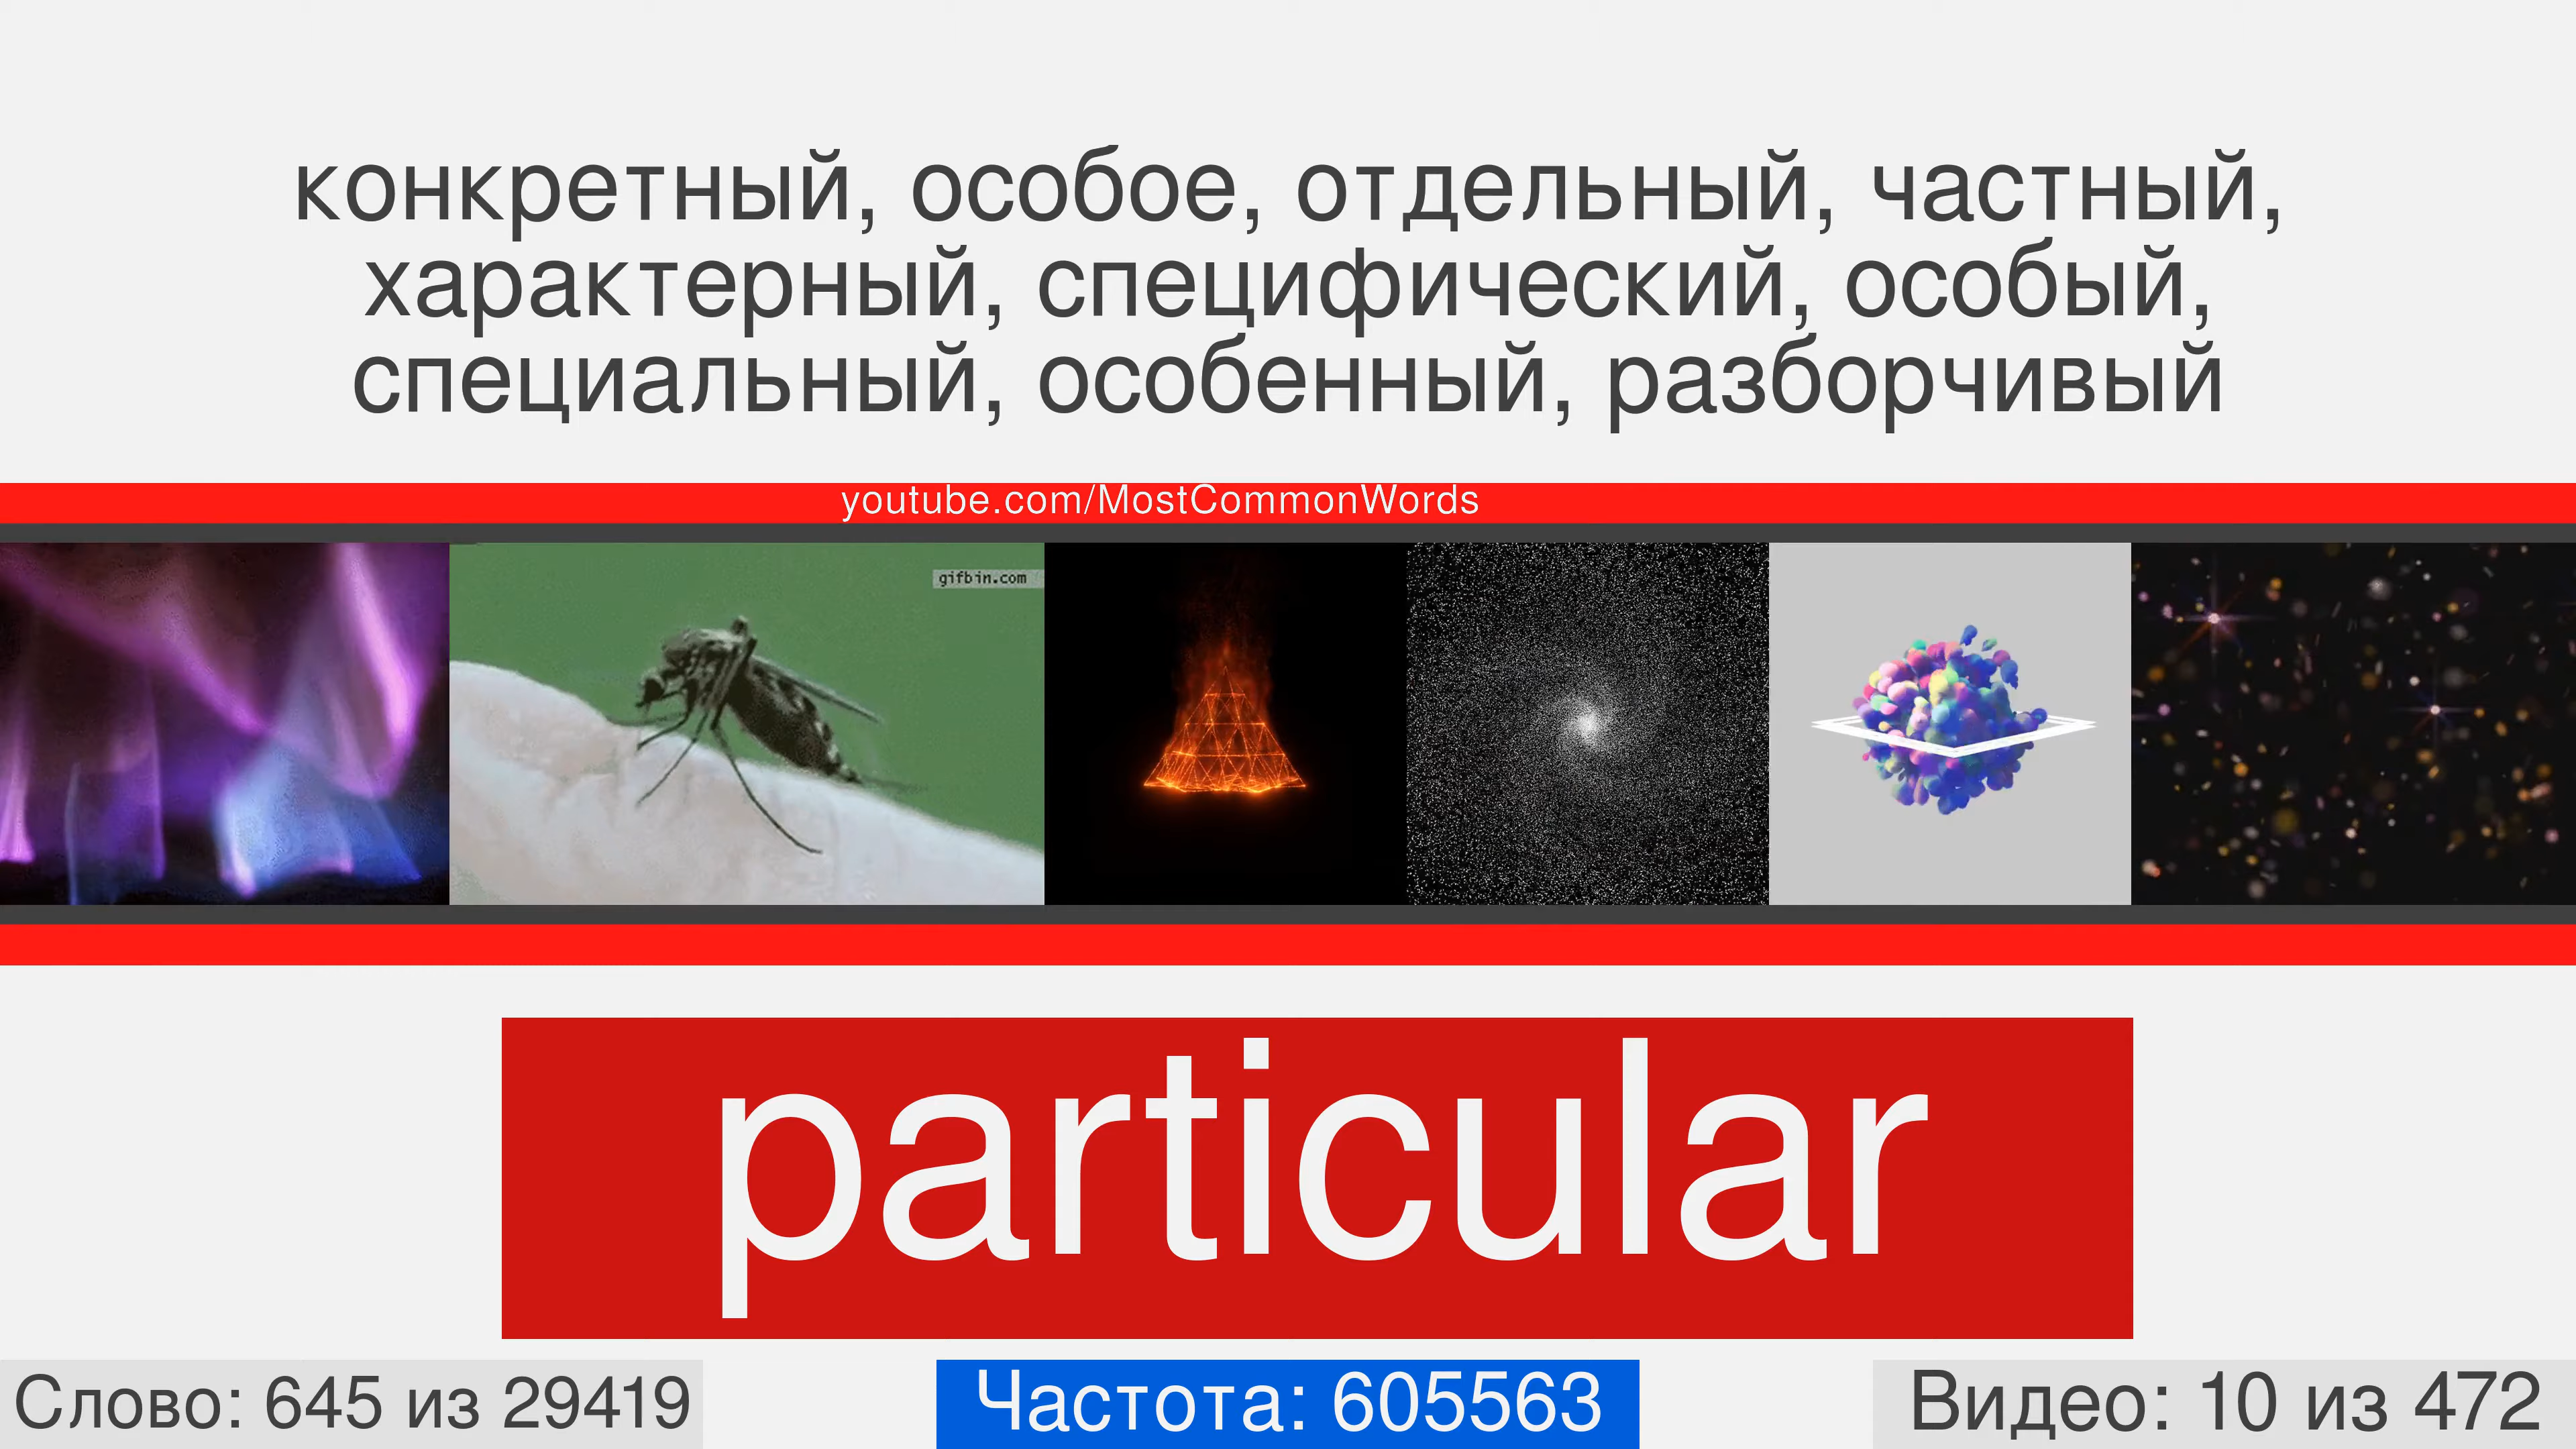 конкретный, особое, отдельный, частный,
характерный, специфический, особый,
специальный, особенный, разборчивый
youtube.com/MostCommonWords
gifbin.com
particular
Слово: 645 из 29419
Частота: 605563
Видео: 10 из 472